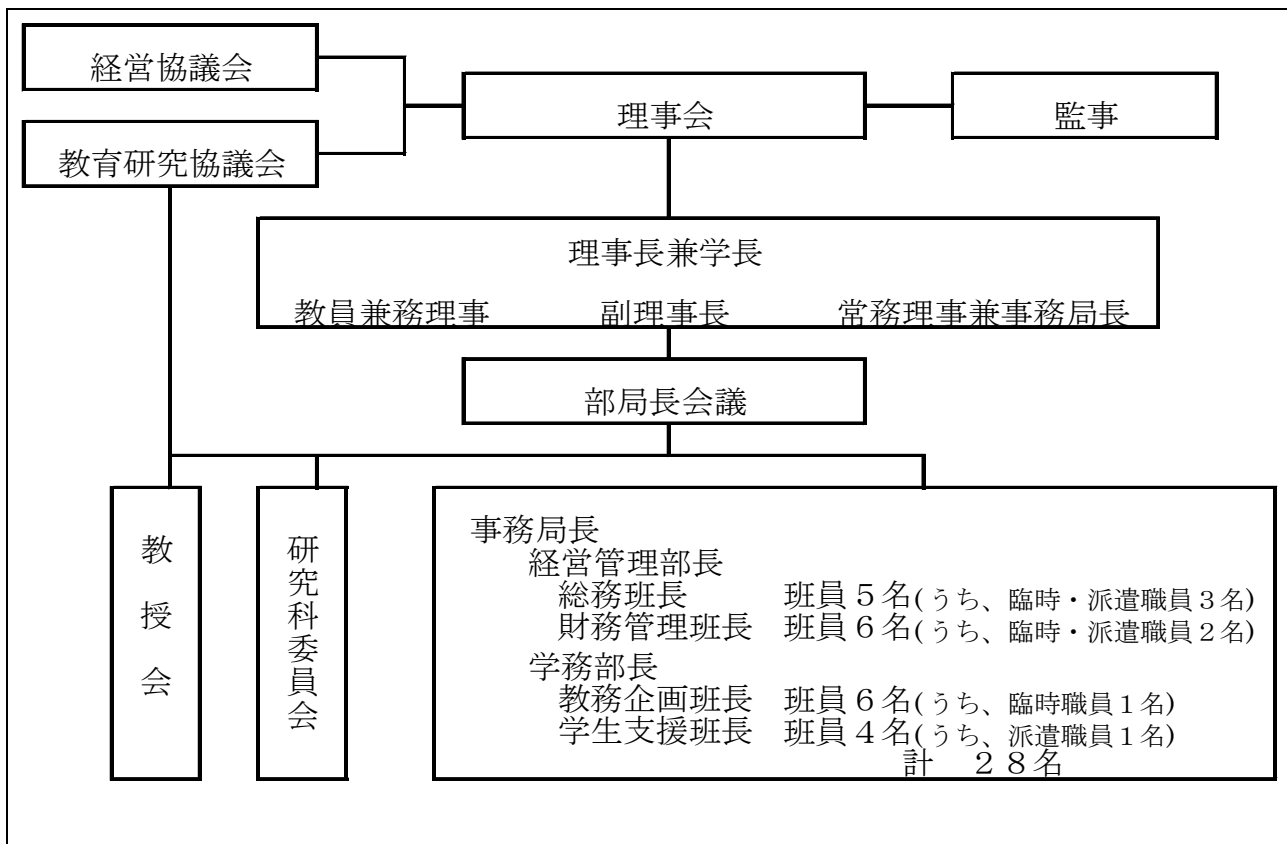 経営協議会
理事会
監事
教育研究協議会
理事長兼学長
教員兼務理事 副理事長 常務理事兼事務局長
部局長会議
教授会
研究科委員会
事務局長
経営管理部長
総務班長 班員５名(うち、臨時・派遣職員３名)
財務管理班長 班員６名(うち、臨時・派遣職員２名)
学務部長
教務企画班長 班員６名(うち、臨時職員１名)
学生支援班長 班員４名(うち、派遣職員１名)
計 ２８名